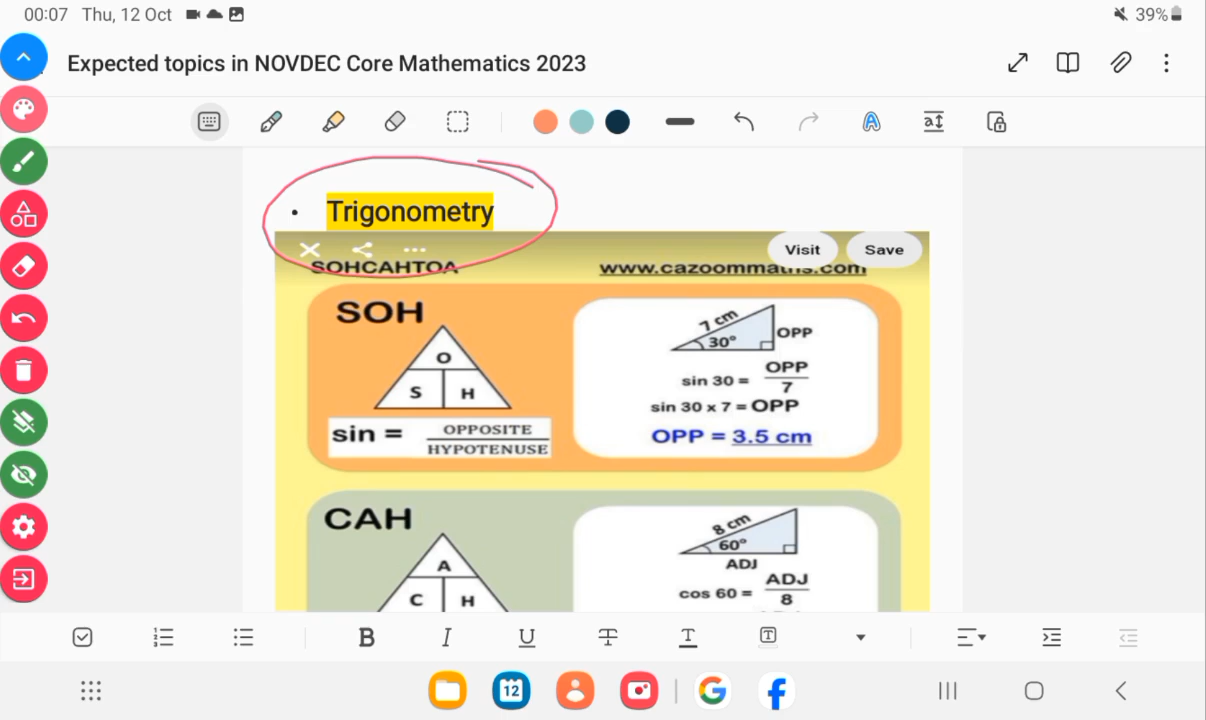 00:07 Thu, 12 Oct
39%
Expected topics in NOVDEC Core Mathematics 2023
• Trigonometry
Visit
Save
SOHCAHTOA
www.cazoommaths.com
SOH
O
S H
sin = OPPOSITE
HYPOTENUSE
7 cm
30°
OPP
sin 30 = OPP
7
sin 30 x 7 = OPP
OPP = 3.5 cm
CAH
A
C H
8 cm
60°
ADJ
cos 60 = ADJ
8
B I U T T T
12
G f